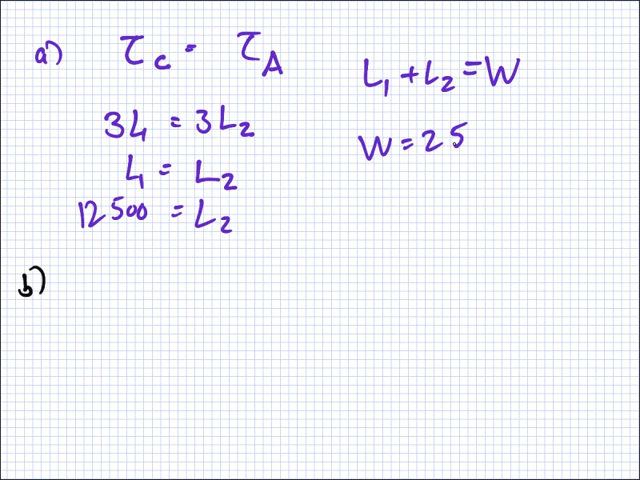 a) τc = τA
3L₁ = 3L₂
L₁ = L₂
12500 = L₂
L₁ + L₂ = W
W = 25
b)